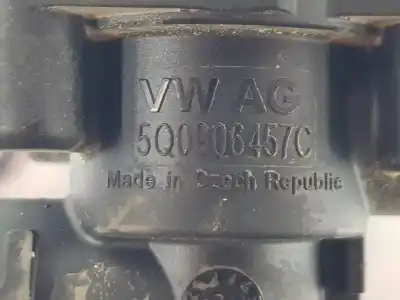 VW AG
5Q0906457C
Made in Czech Republic